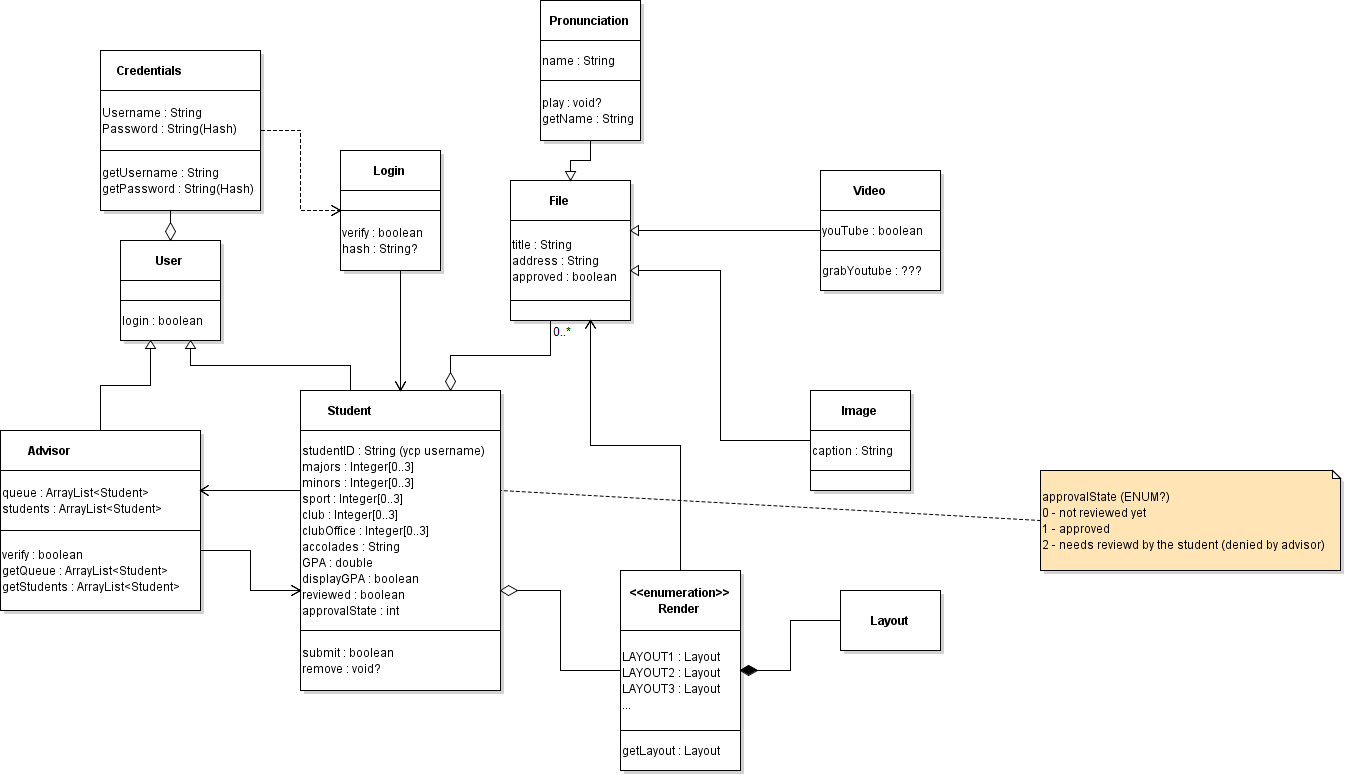 Pronunciation
name : String
play : void?
getName : String
Credentials
Username : String
Password : String(Hash)
getUsername : String
getPassword : String(Hash)
Login
verify : boolean
hash : String?
File
title : String
address : String
approved : boolean
0..*
Video
youTube : boolean
grabYoutube : ???
User
login : boolean
Student
studentID : String (ycp username)
majors : Integer[0..3]
minors : Integer[0..3]
sport : Integer[0..3]
club : Integer[0..3]
clubOffice : Integer[0..3]
accolades : String
GPA : double
displayGPA : boolean
reviewed : boolean
approvalState : int
submit : boolean
remove : void?
Image
caption : String
Advisor
queue : ArrayList<Student>
students : ArrayList<Student>
verify : boolean
getQueue : ArrayList<Student>
getStudents : ArrayList<Student>
approvalState (ENUM?)
0 - not reviewed yet
1 - approved
2 - needs reviewd by the student (denied by advisor)
<<enumeration>>
Render
LAYOUT1 : Layout
LAYOUT2 : Layout
LAYOUT3 : Layout
...
getLayout : Layout
Layout